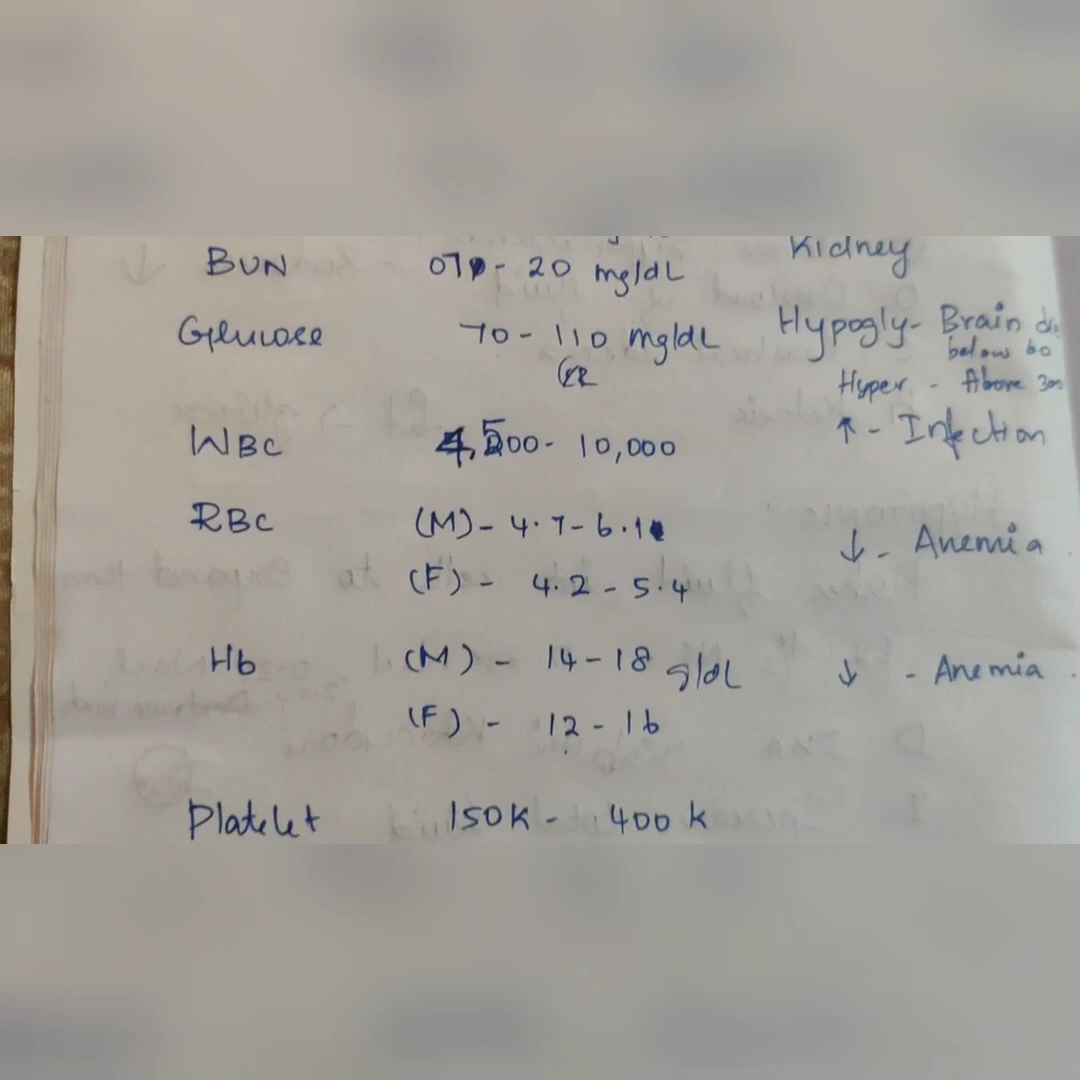 BUN 07 - 20 mg/dL Kidney
Glucose 70 - 110 mg/dL Hypogly - Brain
below 60
Hyper - Above
WBC 4,500 - 10,000 ↑ - Infection
RBC (M) - 4.7 - 6.1 ↓ - Anemia
(F) - 4.2 - 5.4
Hb (M) - 14 - 18 g/dL ↓ - Anemia
(F) - 12 - 16
Platelet 150K - 400K